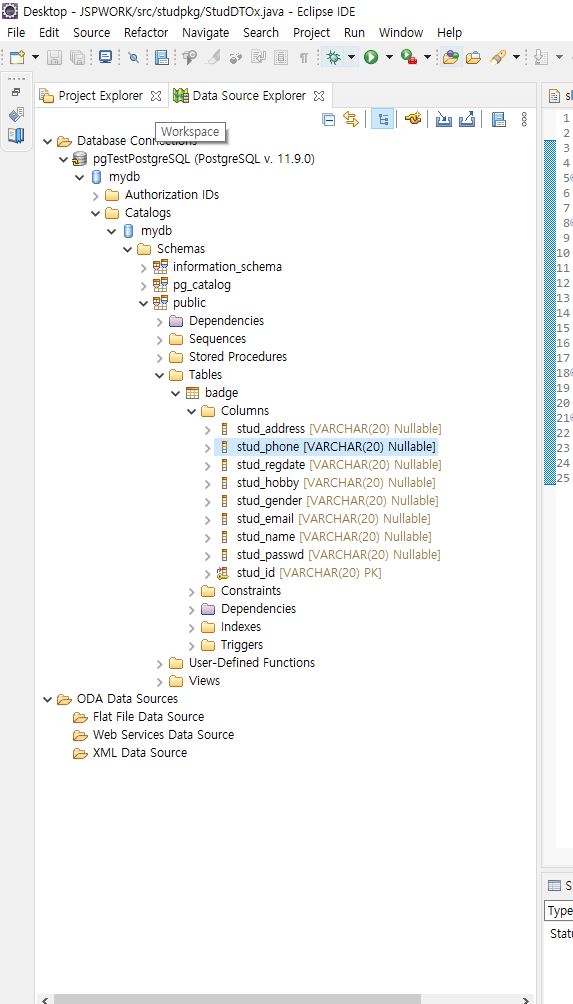 Desktop - JSPWORK/src/studpkg/StudDTOx.java - Eclipse IDE
File Edit Source Refactor Navigate Search Project Run Window Help
Project Explorer Data Source Explorer
Workspace
Database Connections
pgTestPostgreSQL (PostgreSQL v. 11.9.0)
mydb
Authorization IDs
Catalogs
mydb
Schemas
information_schema
pg_catalog
public
Dependencies
Sequences
Stored Procedures
Tables
badge
Columns
stud_address [VARCHAR(20) Nullable]
stud_phone [VARCHAR(20) Nullable]
stud_regdate [VARCHAR(20) Nullable]
stud_hobby [VARCHAR(20) Nullable]
stud_gender [VARCHAR(20) Nullable]
stud_email [VARCHAR(20) Nullable]
stud_name [VARCHAR(20) Nullable]
stud_passwd [VARCHAR(20) Nullable]
stud_id [VARCHAR(20) PK]
Constraints
Dependencies
Indexes
Triggers
User-Defined Functions
Views
ODA Data Sources
Flat File Data Source
Web Services Data Source
XML Data Source
1
2
3
4
5
6
7
8
9
10
11
12
13
14
15
16
17
18
19
20
21
22
23
24
25
S
Type
Statu